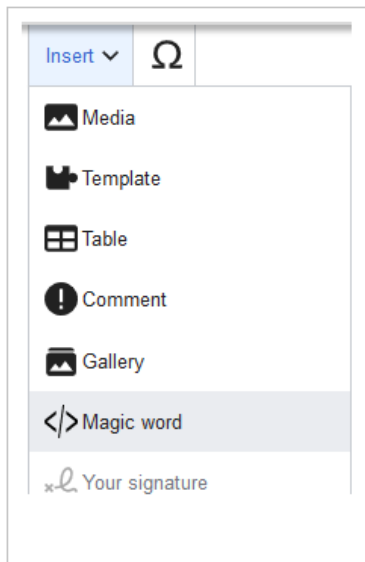 Insert Ω
Media
Template
Table
Comment
Gallery
Magic word
Your signature